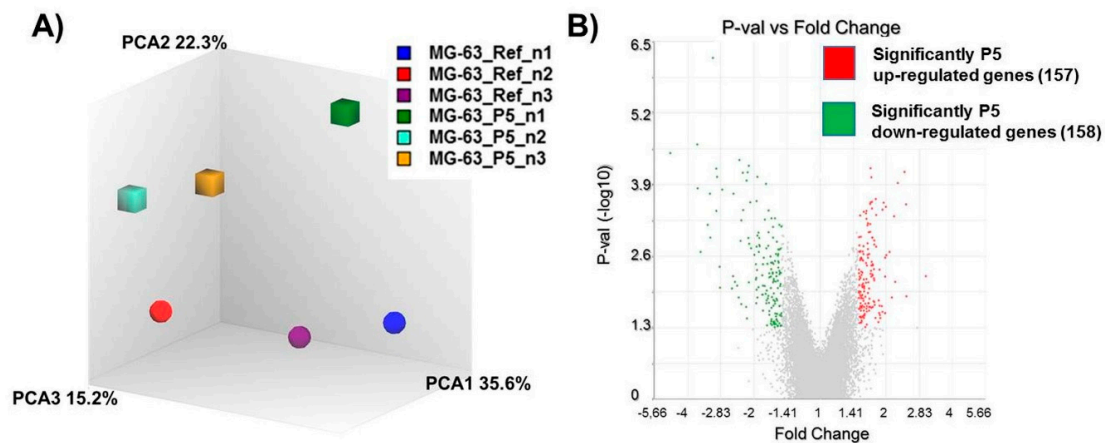 A)
PCA2 22.3%
MG-63_Ref_n1
MG-63_Ref_n2
MG-63_Ref_n3
MG-63_P5_n1
MG-63_P5_n2
MG-63_P5_n3
PCA3 15.2%
PCA1 35.6%
B)
P-val vs Fold Change
Significantly P5
up-regulated genes (157)
Significantly P5
down-regulated genes (158)
P-val (-log10)
6.5
5.2
3.9
2.6
1.3
0
-5.66 -4 -2.83 -2 -1.41 1 1.41 2 2.83 4 5.66
Fold Change